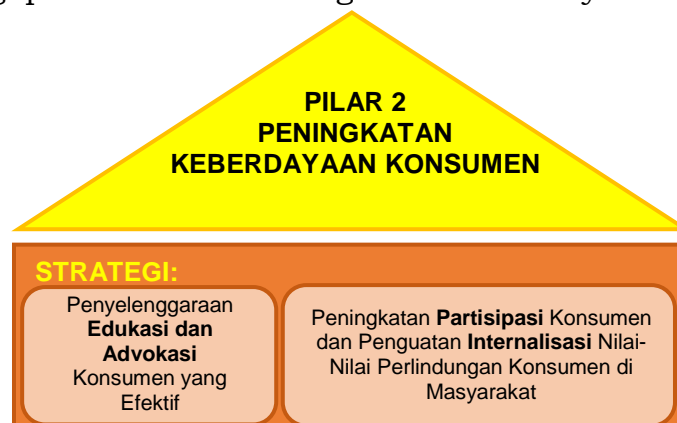 PILAR 2
PENINGKATAN
KEBERDAYAAN KONSUMEN
STRATEGI:
Penyelenggaraan
Edukasi dan
Advokasi
Konsumen yang
Efektif
Peningkatan Partisipasi Konsumen
dan Penguatan Internalisasi Nilai-
Nilai Perlindungan Konsumen di
Masyarakat